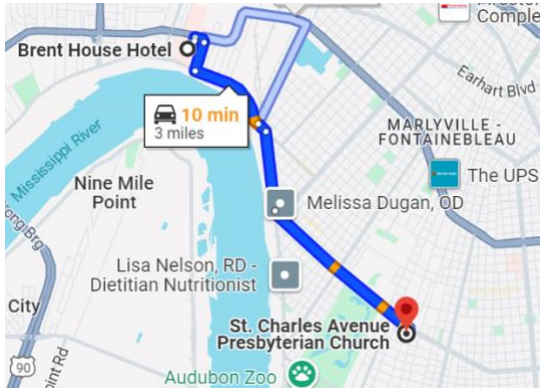 Comple
Brent House Hotel
Earhart Blvd
10 min
3 miles
Mississippi River
MARLYVILLE -
FONTAINEBLEAU
The UPS
Nine Mile
Point
Melissa Dugan, OD
Lisa Nelson, RD -
Dietitian Nutritionist
City
St. Charles Avenue
Presbyterian Church
90
Audubon Zoo